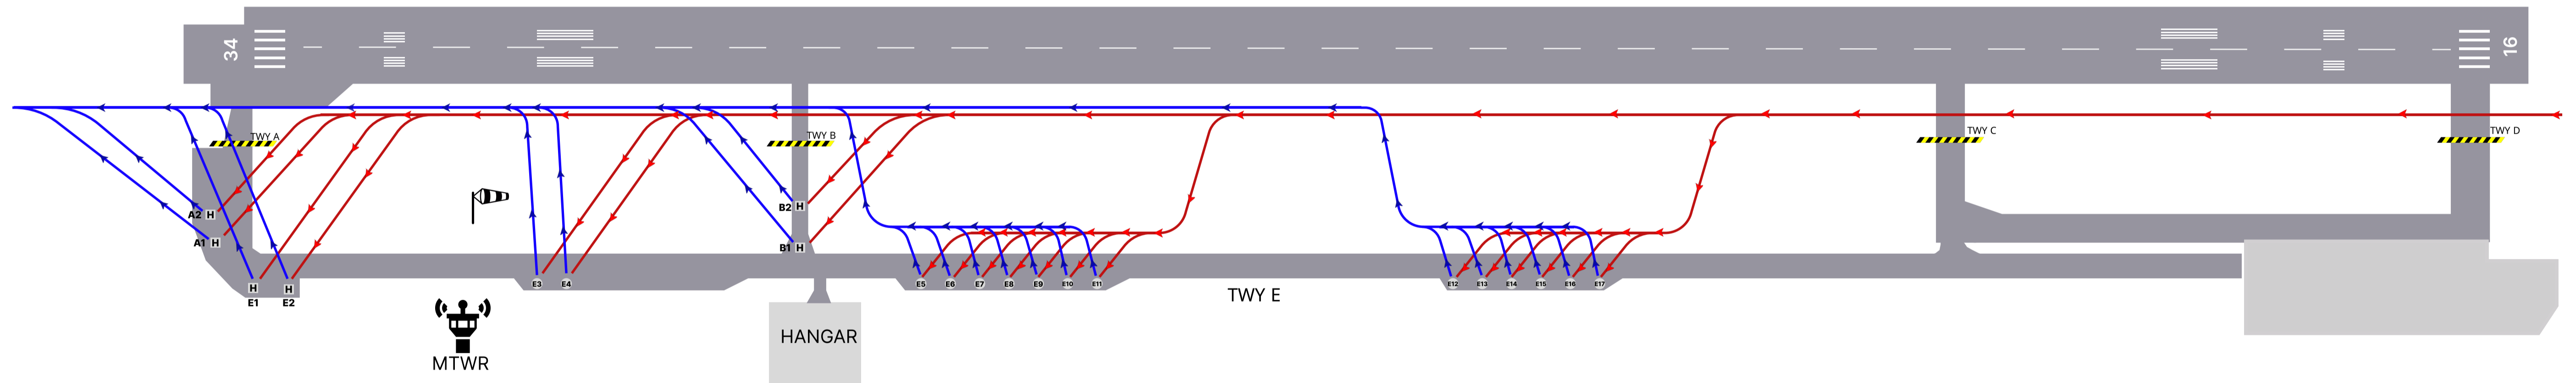 34
16
TWY A
TWY B
TWY C
TWY D
A2 H
A1 H
B2 H
B1 H
H
H
E1
E2
E3
E4
E5
E6
E7
E8
E9
E10
E11
E12
E13
E14
E15
E16
E17
TWY E
MTWR
HANGAR